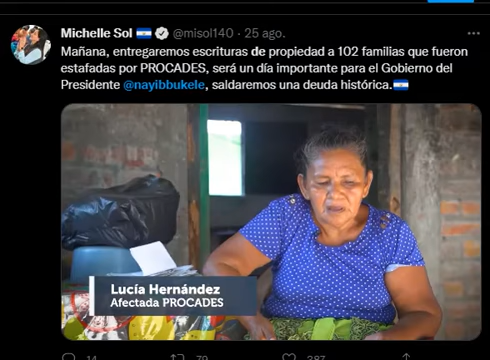 Michelle Sol @misol140 · 25 ago.
Mañana, entregaremos escrituras de propiedad a 102 familias que fueron
estafadas por PROCADES, será un día importante para el Gobierno del
Presidente @nayibbukele, saldaremos una deuda histórica.
Lucía Hernández
Afectada PROCADES
14 79 287